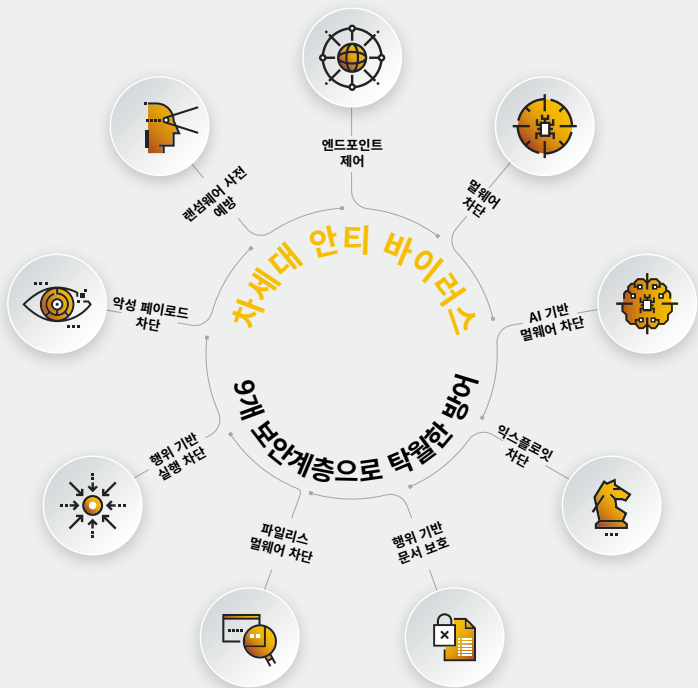 차세대 안티 바이러스
9개 보안계층으로 탁월한 방어
엔드포인트
제어
멀웨어
차단
AI 기반
멀웨어 차단
익스플로잇
차단
행위 기반
문서 보호
파일리스
멀웨어 차단
행위 기반
실행 차단
악성 페이로드
차단
랜섬웨어 사전
예방